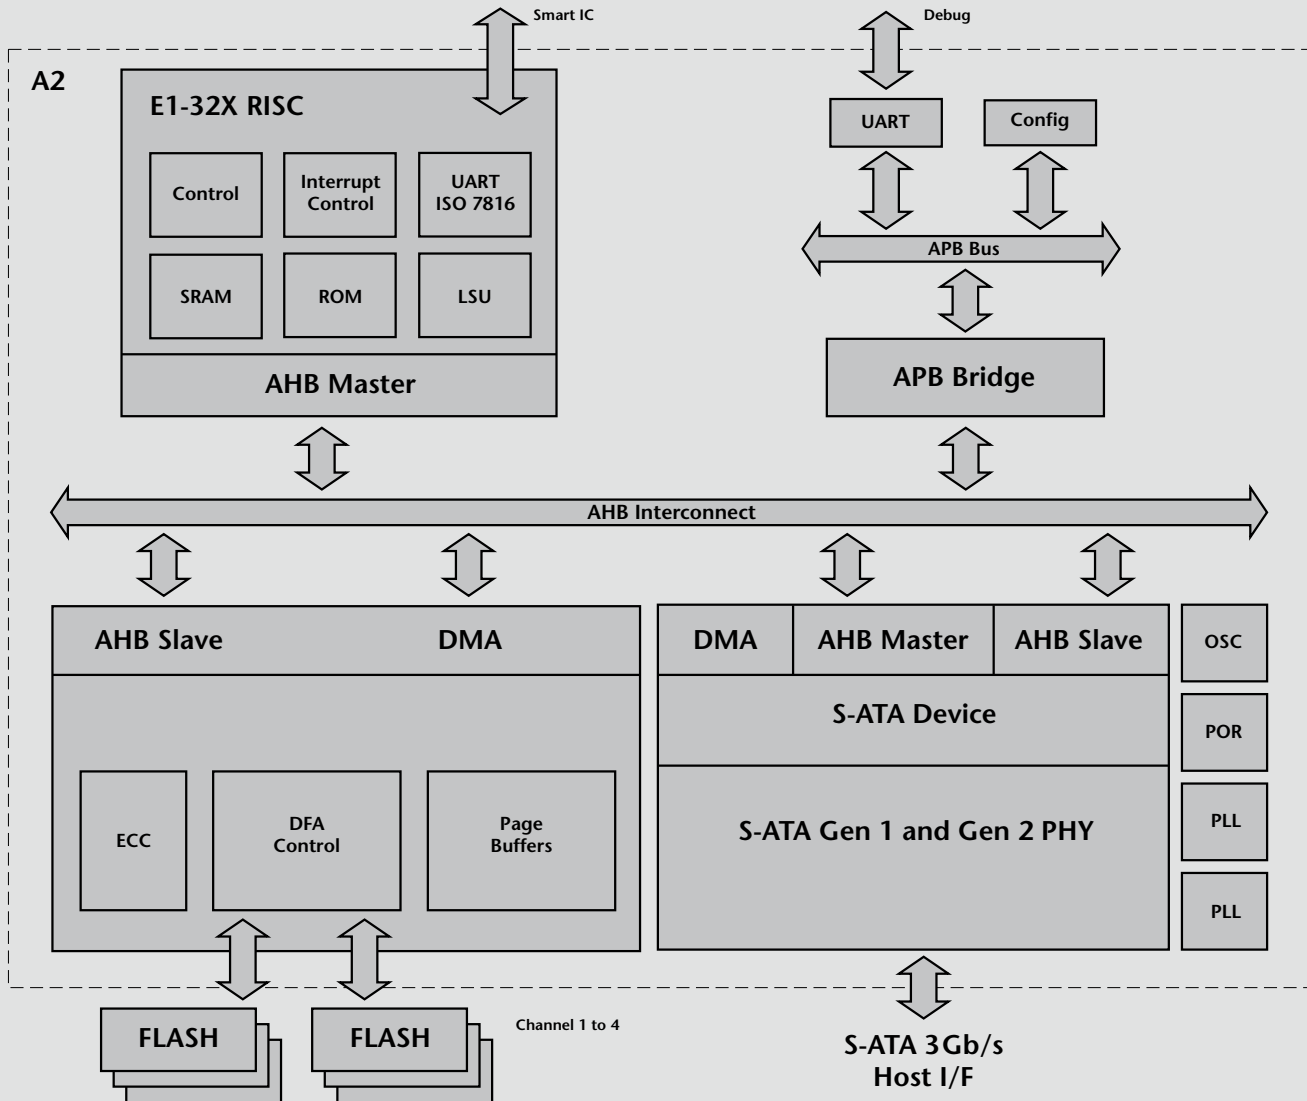 Smart IC
Debug
A2
E1-32X RISC
UART
Config
Control
Interrupt
Control
UART
ISO 7816
APB Bus
SRAM
ROM
LSU
APB Bridge
AHB Master
AHB Interconnect
AHB Slave
DMA
DMA
AHB Master
AHB Slave
OSC
S-ATA Device
POR
ECC
DFA
Control
Page
Buffers
S-ATA Gen 1 and Gen 2 PHY
PLL
PLL
FLASH
FLASH
Channel 1 to 4
S-ATA 3Gb/s
Host I/F